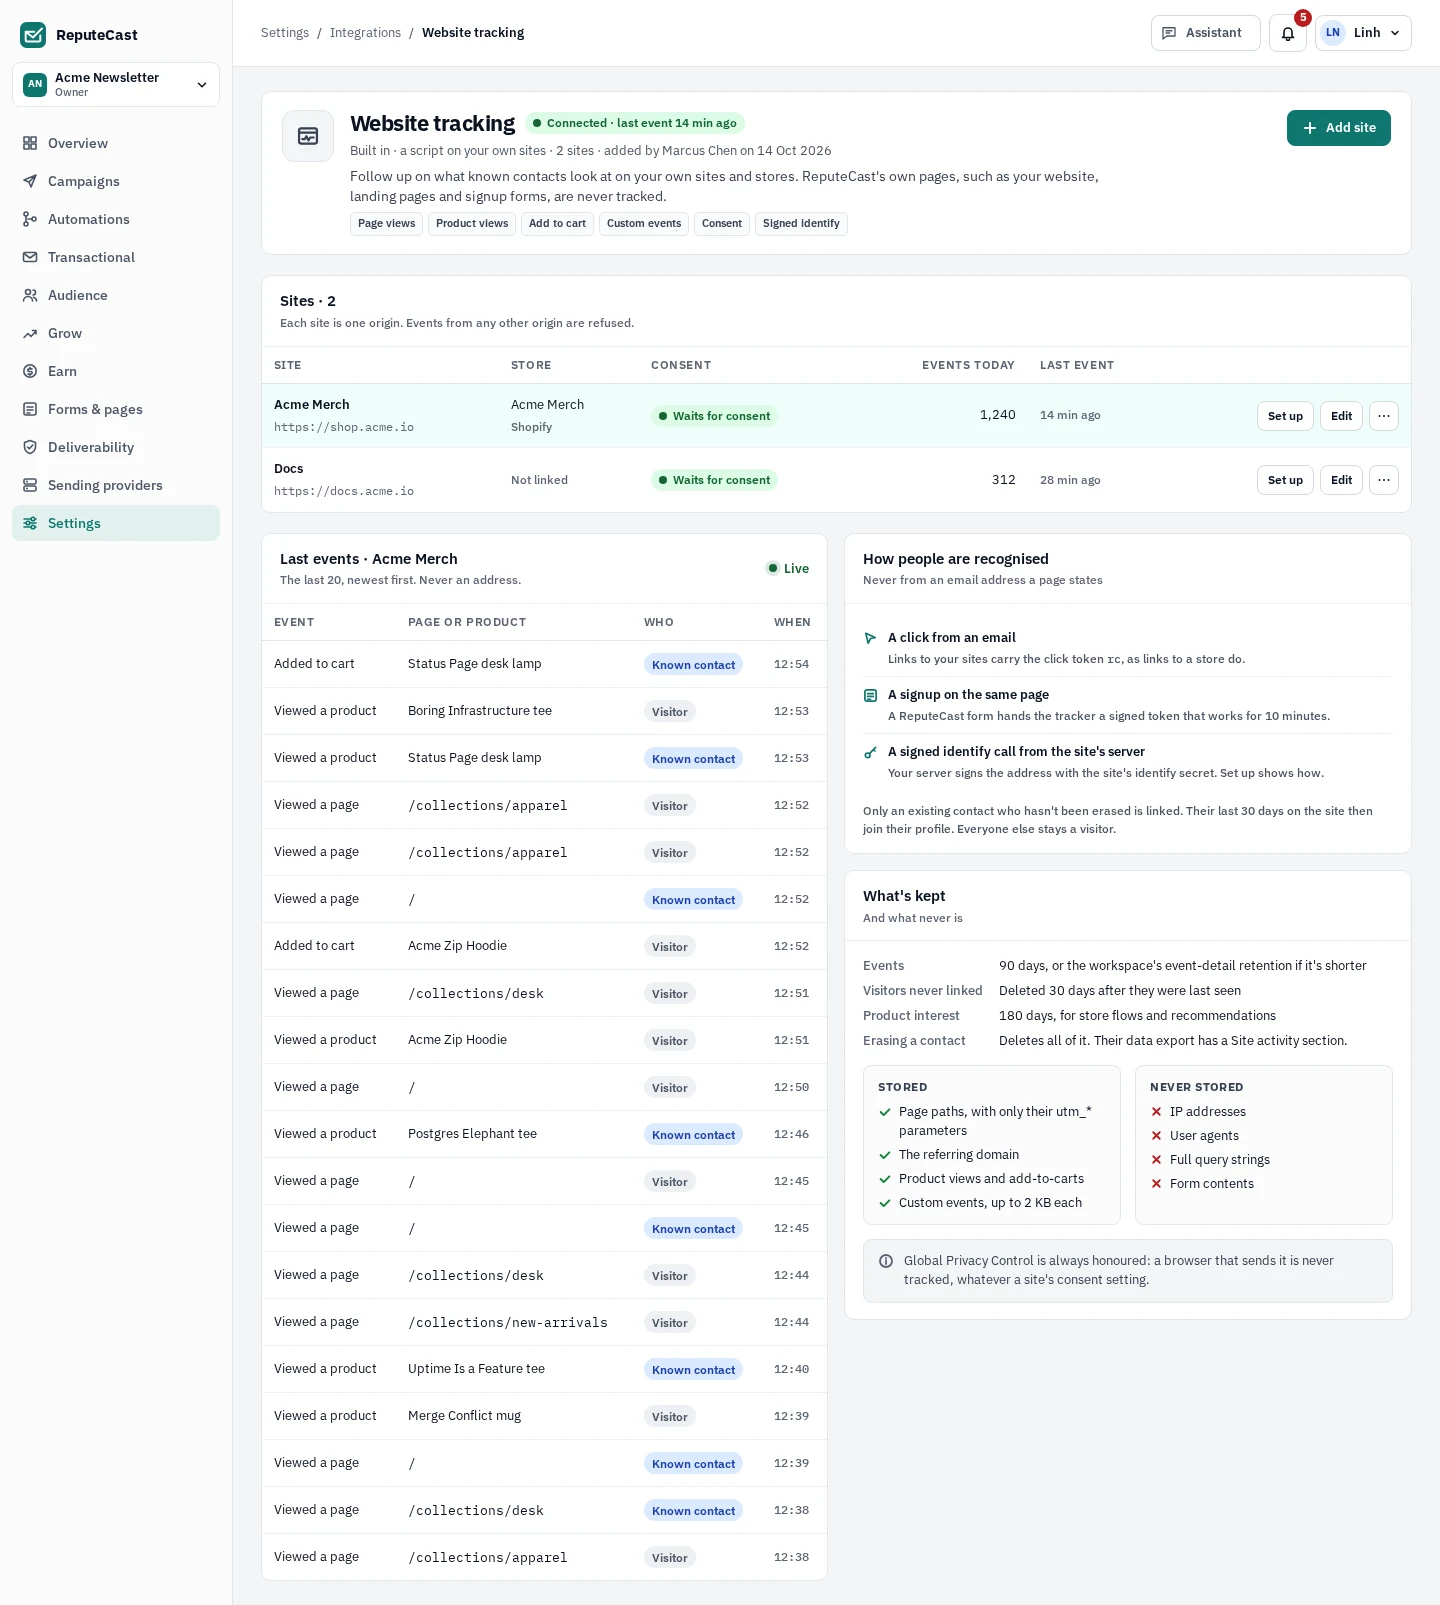 ReputeCast
AN
Acme Newsletter
Owner
Overview
Campaigns
Automations
Transactional
Audience
Grow
Earn
Forms & pages
Deliverability
Sending providers
Settings
Settings / Integrations / Website tracking
Assistant
5
LN Linh
Website tracking
Connected · last event 14 min ago
Built in · a script on your own sites · 2 sites · added by Marcus Chen on 14 Oct 2026
Follow up on what known contacts look at on your own sites and stores. ReputeCast's own pages, such as your website,
landing pages and signup forms, are never tracked.
Page views Product views Add to cart Custom events Consent Signed identify
Add site
Sites · 2
Each site is one origin. Events from any other origin are refused.
SITE STORE CONSENT EVENTS TODAY LAST EVENT
Acme Merch
https://shop.acme.io
Acme Merch
Shopify
Waits for consent
1,240
14 min ago
Set up Edit ···
Docs
https://docs.acme.io
Not linked
Waits for consent
312
28 min ago
Set up Edit ···
Last events · Acme Merch
The last 20, newest first. Never an address.
Live
EVENT PAGE OR PRODUCT WHO WHEN
Added to cart Status Page desk lamp Known contact 12:54
Viewed a product Boring Infrastructure tee Visitor 12:53
Viewed a product Status Page desk lamp Known contact 12:53
Viewed a page /collections/apparel Visitor 12:52
Viewed a page /collections/apparel Visitor 12:52
Viewed a page / Known contact 12:52
Added to cart Acme Zip Hoodie Visitor 12:52
Viewed a page /collections/desk Visitor 12:51
Viewed a product Acme Zip Hoodie Visitor 12:51
Viewed a page / Visitor 12:50
Viewed a product Postgres Elephant tee Known contact 12:46
Viewed a page / Visitor 12:45
Viewed a page / Known contact 12:45
Viewed a page /collections/desk Visitor 12:44
Viewed a page /collections/new-arrivals Visitor 12:44
Viewed a product Uptime Is a Feature tee Known contact 12:40
Viewed a product Merge Conflict mug Visitor 12:39
Viewed a page / Known contact 12:39
Viewed a page /collections/desk Known contact 12:38
Viewed a page /collections/apparel Visitor 12:38
How people are recognised
Never from an email address a page states
A click from an email
Links to your sites carry the click token rc, as links to a store do.
A signup on the same page
A ReputeCast form hands the tracker a signed token that works for 10 minutes.
A signed identify call from the site's server
Your server signs the address with the site's identify secret. Set up shows how.
Only an existing contact who hasn't been erased is linked. Their last 30 days on the site then
join their profile. Everyone else stays a visitor.
What's kept
And what never is
Events 90 days, or the workspace's event-detail retention if it's shorter
Visitors never linked Deleted 30 days after they were last seen
Product interest 180 days, for store flows and recommendations
Erasing a contact Deletes all of it. Their data export has a Site activity section.
STORED
Page paths, with only their utm_*
parameters
The referring domain
Product views and add-to-carts
Custom events, up to 2 KB each
NEVER STORED
IP addresses
User agents
Full query strings
Form contents
Global Privacy Control is always honoured: a browser that sends it is never
tracked, whatever a site's consent setting.